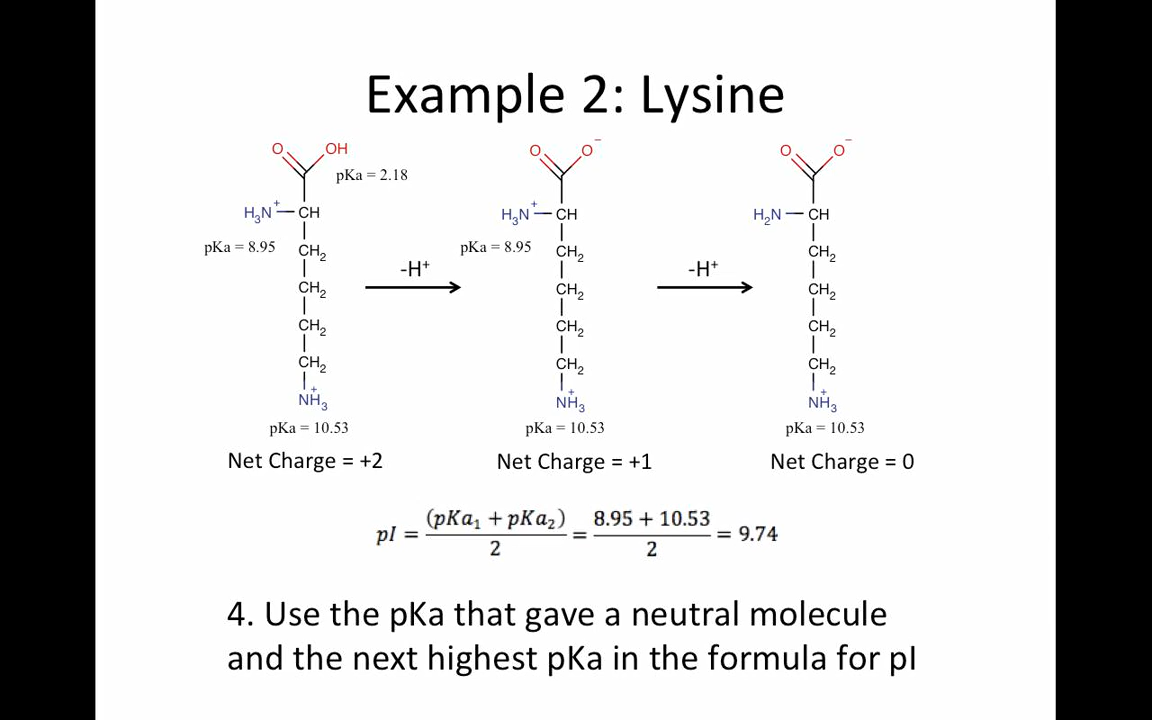 Example 2: Lysine
O OH O O⁻ O O⁻
pKa = 2.18
H₃N⁺ CH H₃N⁺ CH H₂N CH
pKa = 8.95 CH₂ pKa = 8.95 CH₂ CH₂
-H⁺ -H⁺
CH₂ CH₂ CH₂
CH₂ CH₂ CH₂
CH₂ CH₂ CH₂
NH₃⁺ NH₃⁺ NH₃⁺
pKa = 10.53 pKa = 10.53 pKa = 10.53
Net Charge = +2 Net Charge = +1 Net Charge = 0
pI = (pKa₁ + pKa₂) / 2 = 8.95 + 10.53 / 2 = 9.74
4. Use the pKa that gave a neutral molecule
and the next highest pKa in the formula for pI